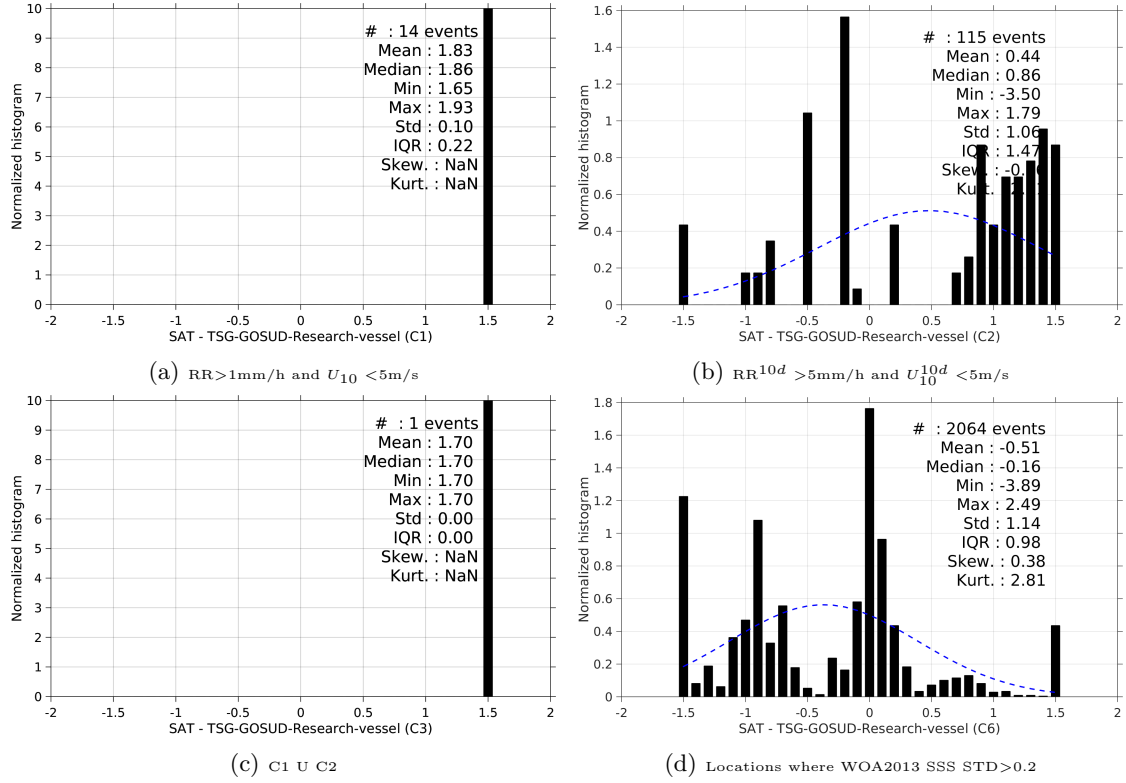 10
9
8
7
6
5
4
3
2
1
0
Normalized histogram
# : 14 events
Mean : 1.83
Median : 1.86
Min : 1.65
Max : 1.93
Std : 0.10
IQR : 0.22
Skew. : NaN
Kurt. : NaN
-2 -1.5 -1 -0.5 0 0.5 1 1.5 2
SAT - TSG-GOSUD-Research-vessel (C1)
(a) RR>1mm/h and U10 <5m/s
1.6
1.4
1.2
1
0.8
0.6
0.4
0.2
0
Normalized histogram
# : 115 events
Mean : 0.44
Median : 0.86
Min : -3.50
Max : 1.79
Std : 1.06
IQR : 1.47
Skew. : -0.
Kurt. :
-2 -1.5 -1 -0.5 0 0.5 1 1.5 2
SAT - TSG-GOSUD-Research-vessel (C2)
(b) RR10d >5mm/h and U10d10 <5m/s
10
9
8
7
6
5
4
3
2
1
0
Normalized histogram
# : 1 events
Mean : 1.70
Median : 1.70
Min : 1.70
Max : 1.70
Std : 0.00
IQR : 0.00
Skew. : NaN
Kurt. : NaN
-2 -1.5 -1 -0.5 0 0.5 1 1.5 2
SAT - TSG-GOSUD-Research-vessel (C3)
(c) C1 U C2
1.8
1.6
1.4
1.2
1
0.8
0.6
0.4
0.2
0
Normalized histogram
# : 2064 events
Mean : -0.51
Median : -0.16
Min : -3.89
Max : 2.49
Std : 1.14
IQR : 0.98
Skew. : 0.38
Kurt. : 2.81
-2 -1.5 -1 -0.5 0 0.5 1 1.5 2
SAT - TSG-GOSUD-Research-vessel (C6)
(d) Locations where WOA2013 SSS STD>0.2